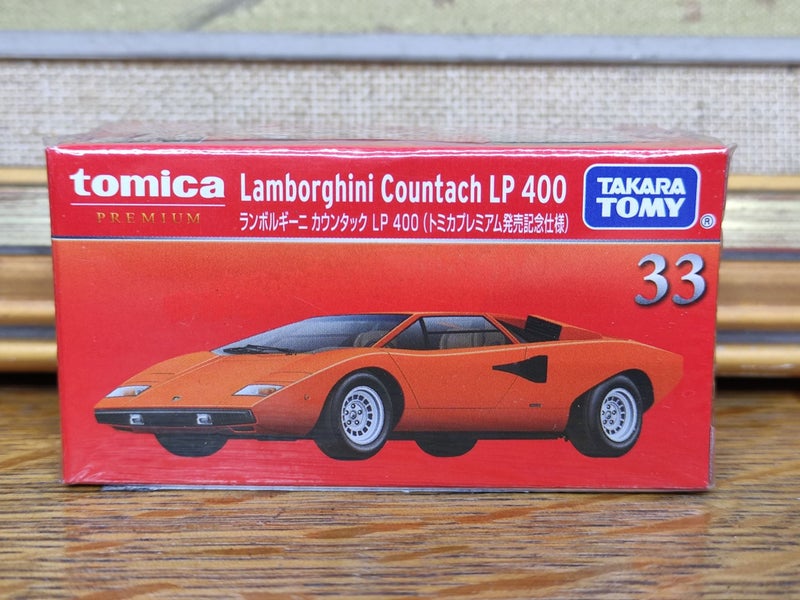 tomica
PREMIUM
Lamborghini Countach LP 400
ランボルギーニ カウンタック LP 400 (トミカプレミアム発売記念仕様)
TAKARA
TOMY
®
33